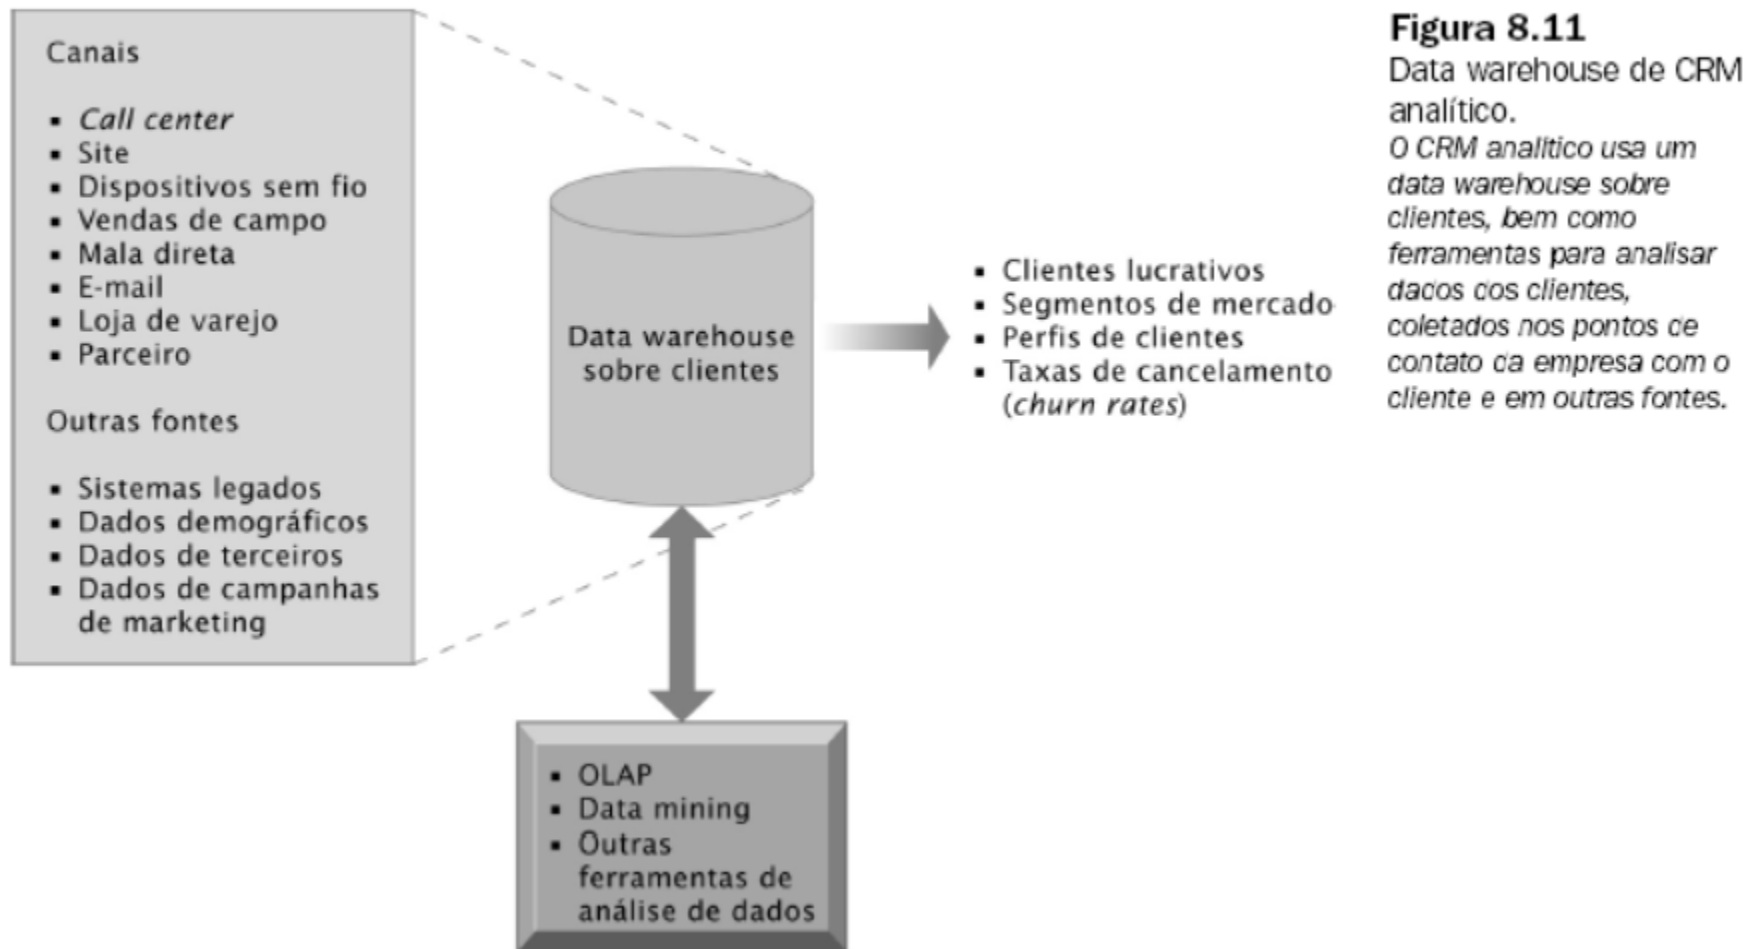 Canais
▪ Call center
▪ Site
▪ Dispositivos sem fio
▪ Vendas de campo
▪ Mala direta
▪ E-mail
▪ Loja de varejo
▪ Parceiro
Outras fontes
▪ Sistemas legados
▪ Dados demográficos
▪ Dados de terceiros
▪ Dados de campanhas
de marketing
Data warehouse
sobre clientes
▪ OLAP
▪ Data mining
▪ Outras
ferramentas de
análise de dados
▪ Clientes lucrativos
▪ Segmentos de mercado
▪ Perfis de clientes
▪ Taxas de cancelamento
(churn rates)
Figura 8.11
Data warehouse de CRM
analítico.
O CRM analítico usa um
data warehouse sobre
clientes, bem como
ferramentas para analisar
dados dos clientes,
coletados nos pontos de
contato da empresa com o
cliente e em outras fontes.